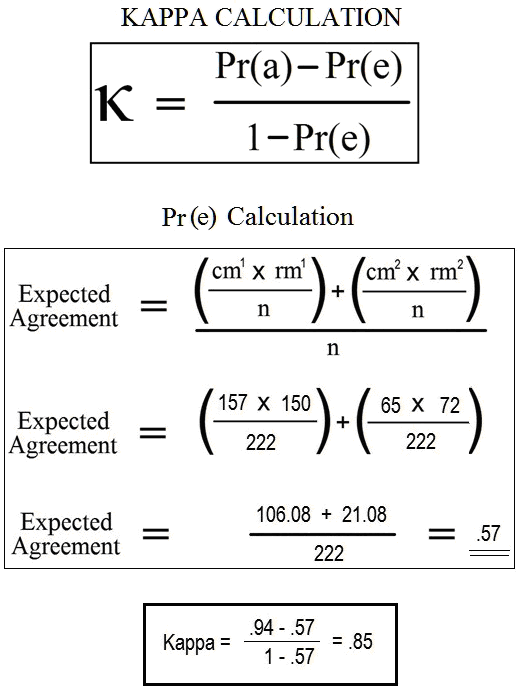 KAPPA CALCULATION
κ = Pr(a)–Pr(e)
1–Pr(e)
Pr(e) Calculation
Expected Agreement = (cm¹ x rm¹ / n) + (cm² x rm² / n)
n
Expected Agreement = (157 X 150 / 222) + (65 X 72 / 222)
Expected Agreement = 106.08 + 21.08 / 222 = .57
Kappa = .94 - .57 / 1 - .57 = .85